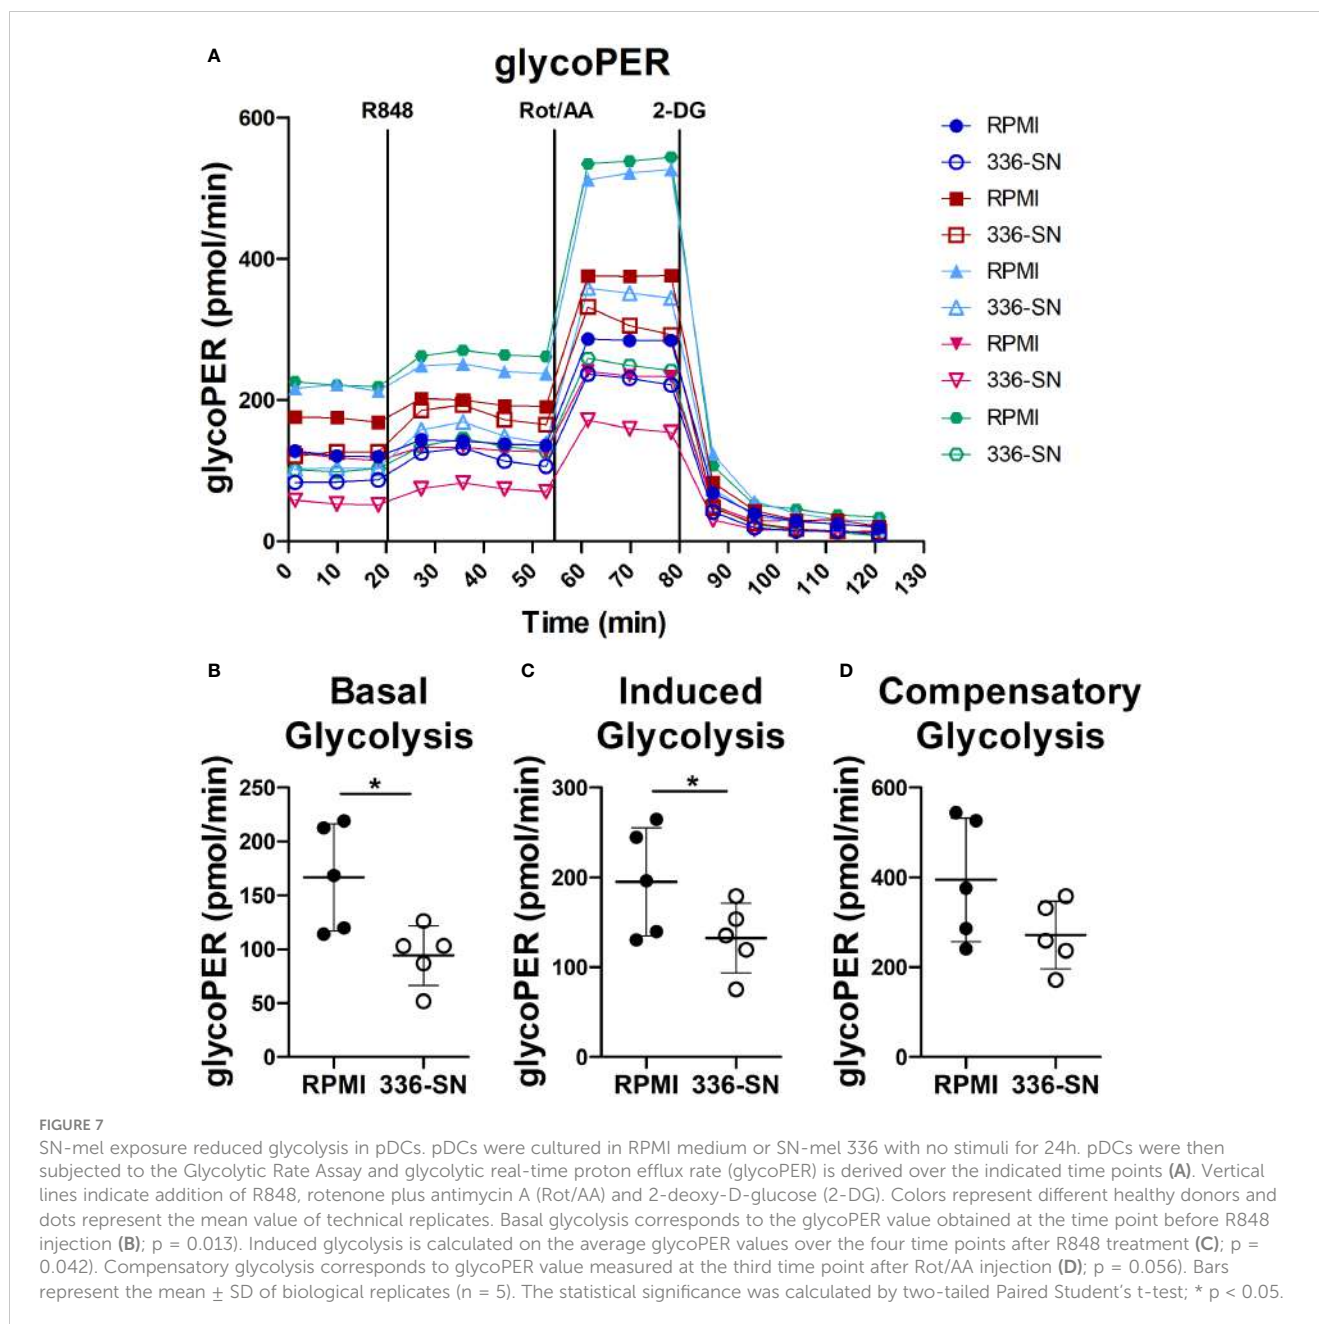 A
glycoPER
R848 Rot/AA 2-DG
glycoPER (pmol/min)
600
400
200
0
0 10 20 30 40 50 60 70 80 90 100 110 120 130
Time (min)
RPMI
336-SN
RPMI
336-SN
RPMI
336-SN
RPMI
336-SN
RPMI
336-SN
B
Basal
Glycolysis
glycoPER (pmol/min)
250
200
150
100
50
0
*
RPMI 336-SN
C
Induced
Glycolysis
glycoPER (pmol/min)
300
200
100
0
*
RPMI 336-SN
D
Compensatory
Glycolysis
glycoPER (pmol/min)
600
400
200
0
RPMI 336-SN
FIGURE 7
SN-mel exposure reduced glycolysis in pDCs. pDCs were cultured in RPMI medium or SN-mel 336 with no stimuli for 24h. pDCs were then
subjected to the Glycolytic Rate Assay and glycolytic real-time proton efflux rate (glycoPER) is derived over the indicated time points (A). Vertical
lines indicate addition of R848, rotenone plus antimycin A (Rot/AA) and 2-deoxy-D-glucose (2-DG). Colors represent different healthy donors and
dots represent the mean value of technical replicates. Basal glycolysis corresponds to the glycoPER value obtained at the time point before R848
injection (B); p = 0.013). Induced glycolysis is calculated on the average glycoPER values over the four time points after R848 treatment (C); p =
0.042). Compensatory glycolysis corresponds to glycoPER value measured at the third time point after Rot/AA injection (D); p = 0.056). Bars
represent the mean ± SD of biological replicates (n = 5). The statistical significance was calculated by two-tailed Paired Student's t-test; * p < 0.05.